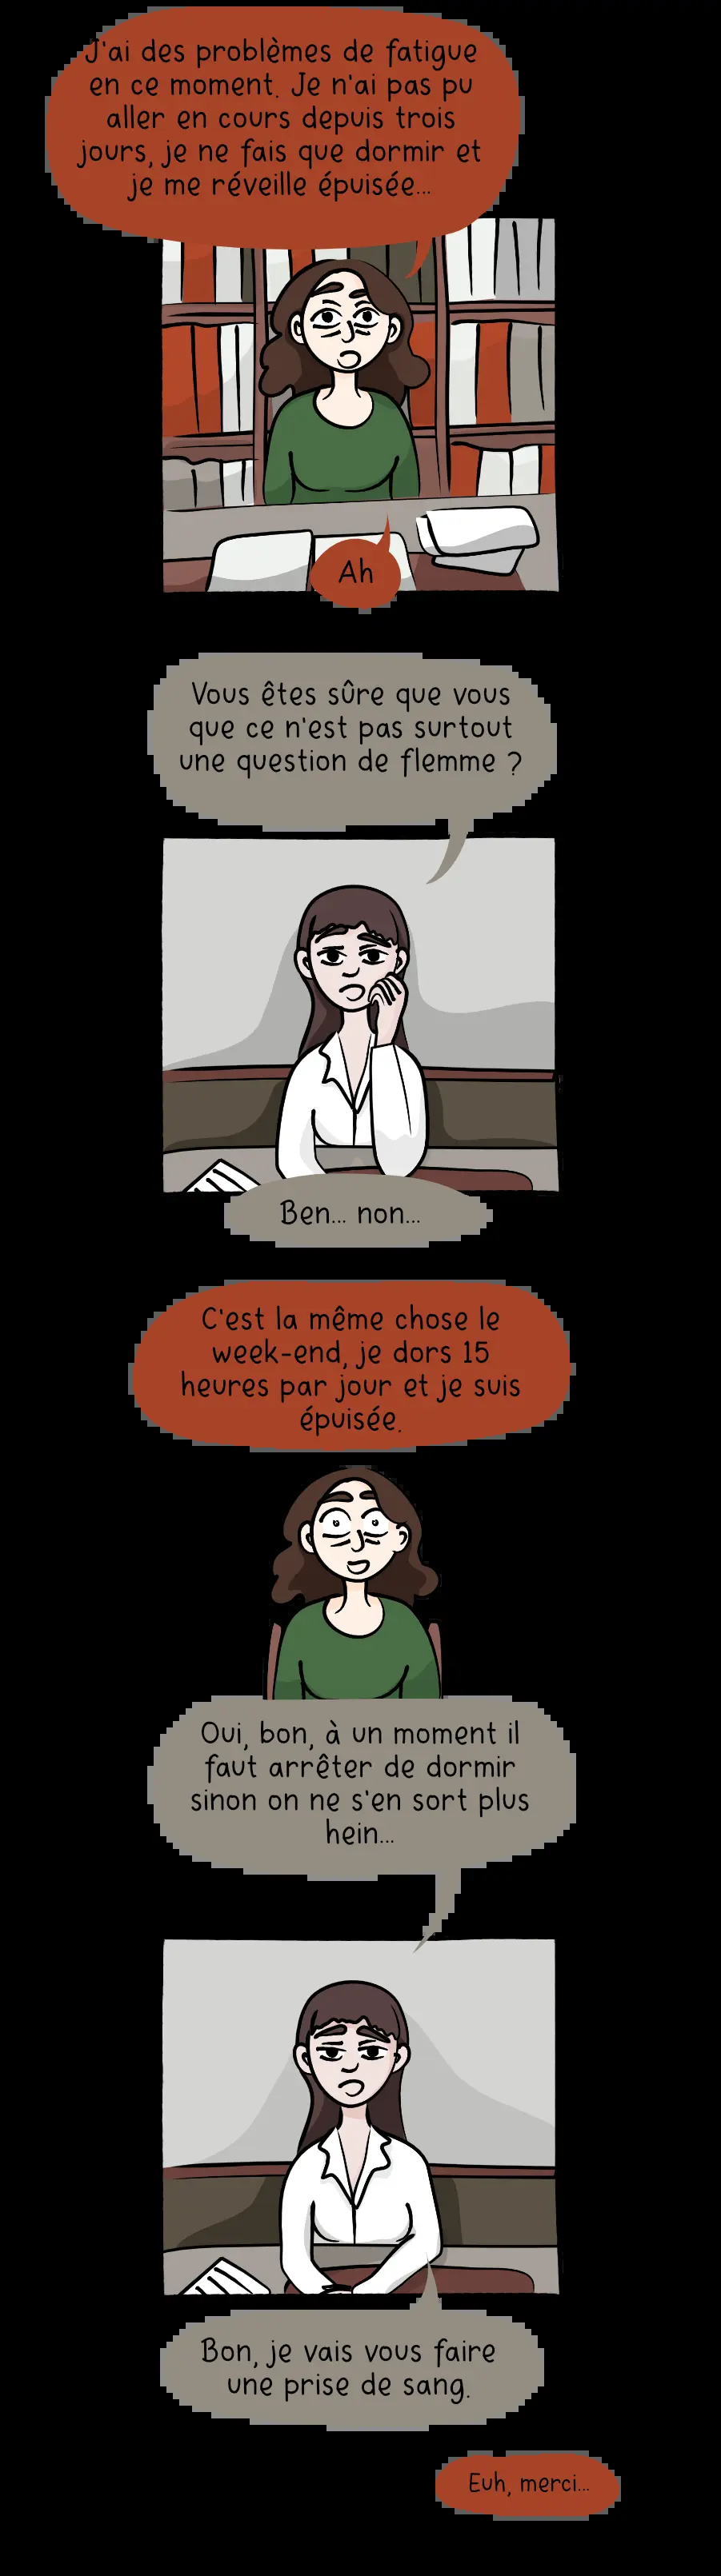 J'ai des problèmes de fatigue
en ce moment. Je n'ai pas pu
aller en cours depuis trois
jours, je ne fais que dormir et
je me réveille épuisée...
Ah
Vous êtes sûre que vous
que ce n'est pas surtout
une question de flemme ?
Ben... non...
C'est la même chose le
week-end, je dors 15
heures par jour et je suis
épuisée.
Oui, bon, à un moment il
faut arrêter de dormir
sinon on ne s'en sort plus
hein...
Bon, je vais vous faire
une prise de sang.
Euh, merci...